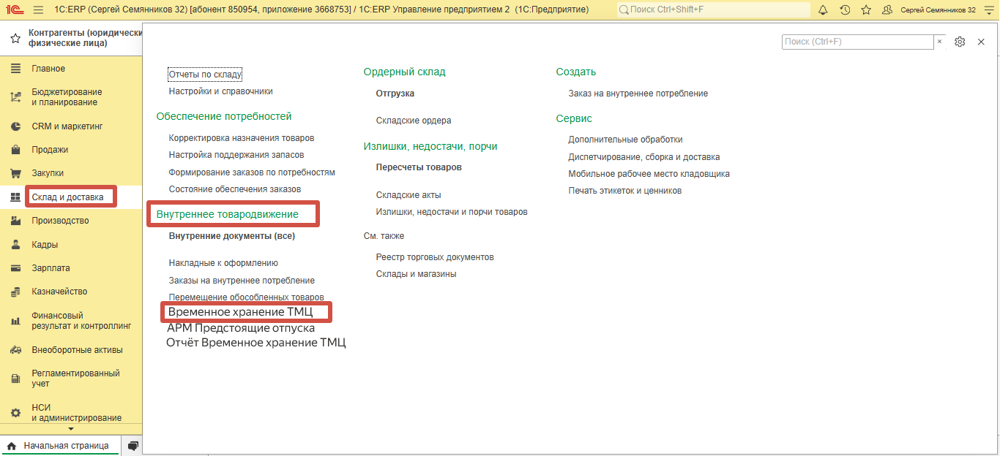 1С:ERP (Сергей Семянников 32) [абонент 850954, приложение 3668753] / 1С:ERP Управление предприятием 2 (1С:Предприятие)
Поиск Ctrl+Shift+F
Сергей Семянников 32
Контрагенты (юридически
физические лица)
Главное
Бюджетирование
и планирование
CRM и маркетинг
Продажи
Закупки
Склад и доставка
Производство
Кадры
Зарплата
Казначейство
Финансовый
результат и контроллинг
Внеоборотные активы
Регламентированный
учет
НСИ
и администрирование
Начальная страница
Поиск (Ctrl+F)
Отчеты по складу
Настройки и справочники
Обеспечение потребностей
Корректировка назначения товаров
Настройка поддержания запасов
Формирование заказов по потребностям
Состояние обеспечения заказов
Внутреннее товародвижение
Внутренние документы (все)
Накладные к оформлению
Заказы на внутреннее потребление
Перемещение обособленных товаров
Временное хранение ТМЦ
АРМ Предстоящие отпуска
Отчёт Временное хранение ТМЦ
Ордерный склад
Отгрузка
Складские ордера
Излишки, недостачи, порчи
Пересчеты товаров
Складские акты
Излишки, недостачи и порчи товаров
См. также
Реестр торговых документов
Склады и магазины
Создать
Заказ на внутреннее потребление
Сервис
Дополнительные обработки
Диспетчирование, сборка и доставка
Мобильное рабочее место кладовщика
Печать этикеток и ценников